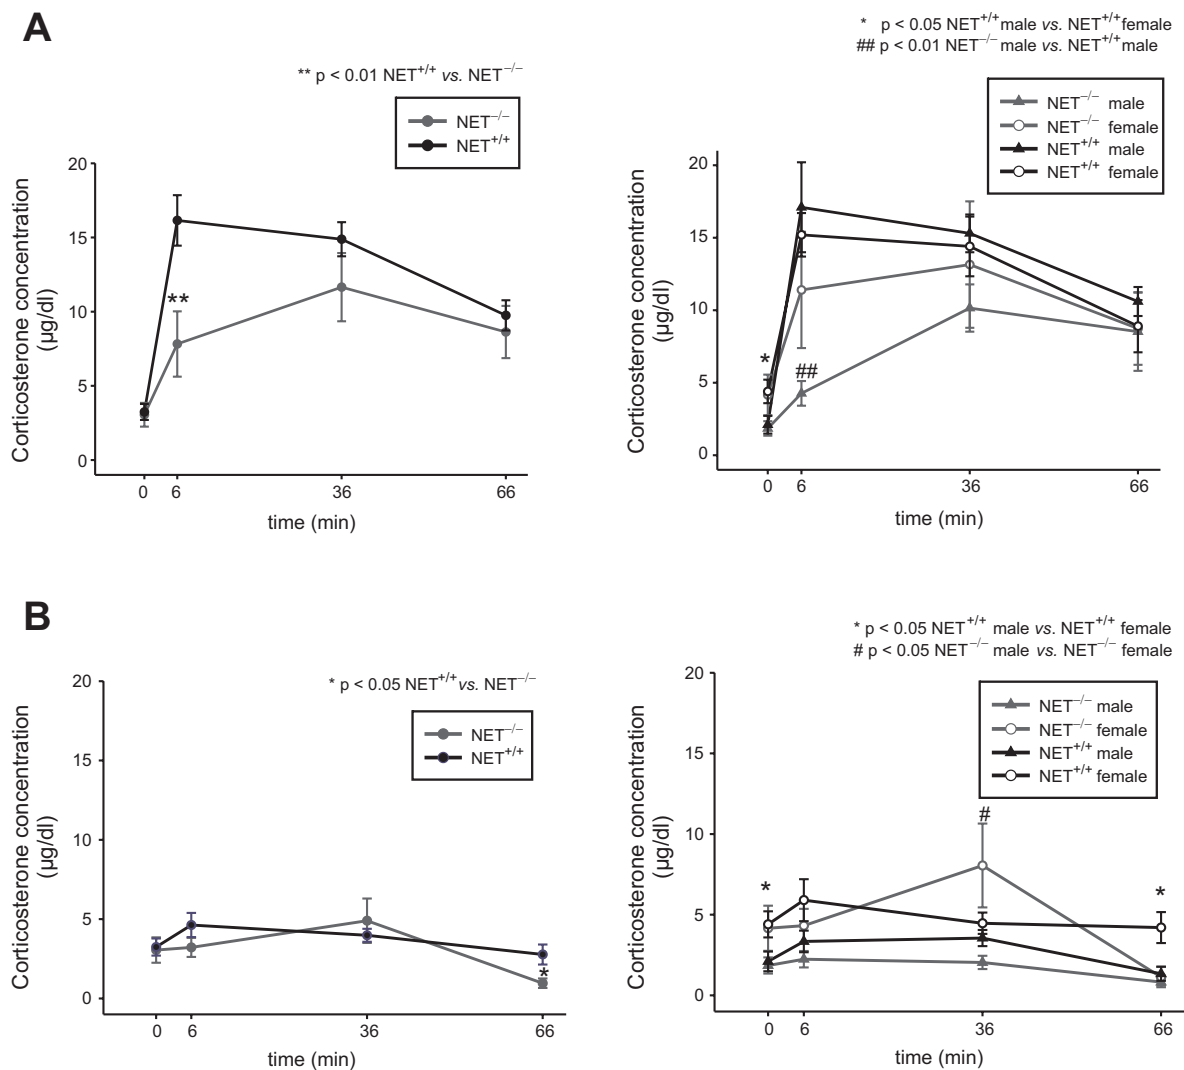 A
** p < 0.01 NET+/+ vs. NET−/−
NET−/−
NET+/+
20
15
10
5
0
Corticosterone concentration
(µg/dl)
0 6 36 66
time (min)
* p < 0.05 NET+/+ male vs. NET+/+ female
## p < 0.01 NET−/− male vs. NET+/+ male
NET−/− male
NET−/− female
NET+/+ male
NET+/+ female
20
15
10
5
0
Corticosterone concentration
(µg/dl)
**
*
##
0 6 36 66
time (min)
B
* p < 0.05 NET+/+ vs. NET−/−
NET−/−
NET+/+
20
15
10
5
0
Corticosterone concentration
(µg/dl)
*
0 6 36 66
time (min)
* p < 0.05 NET+/+ male vs. NET+/+ female
# p < 0.05 NET−/− male vs. NET−/− female
NET−/− male
NET−/− female
NET+/+ male
NET+/+ female
20
15
10
5
0
Corticosterone concentration
(µg/dl)
#
*
*
0 6 36 66
time (min)